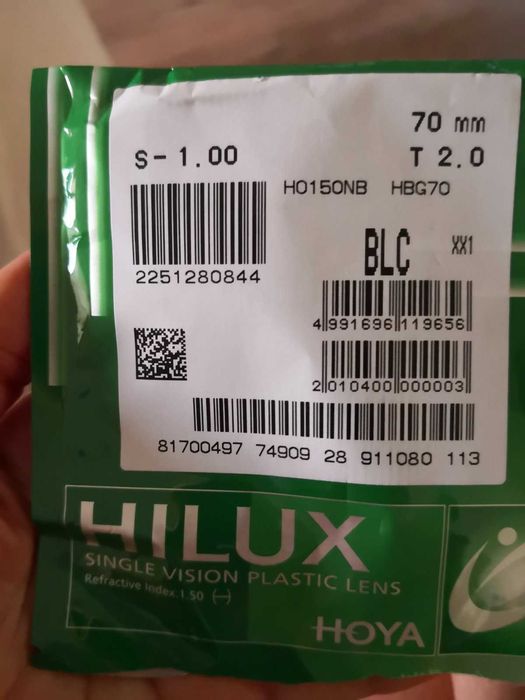 70 mm
S- 1.00
T 2.0
HO150NB HBG70
BLC XX1
2251280844
4 991696 119656
2 010400 000003
81700497 74909 28 911080 113
HILUX
SINGLE VISION PLASTIC LENS
Refractive Index:1.50 (—)
HOYA